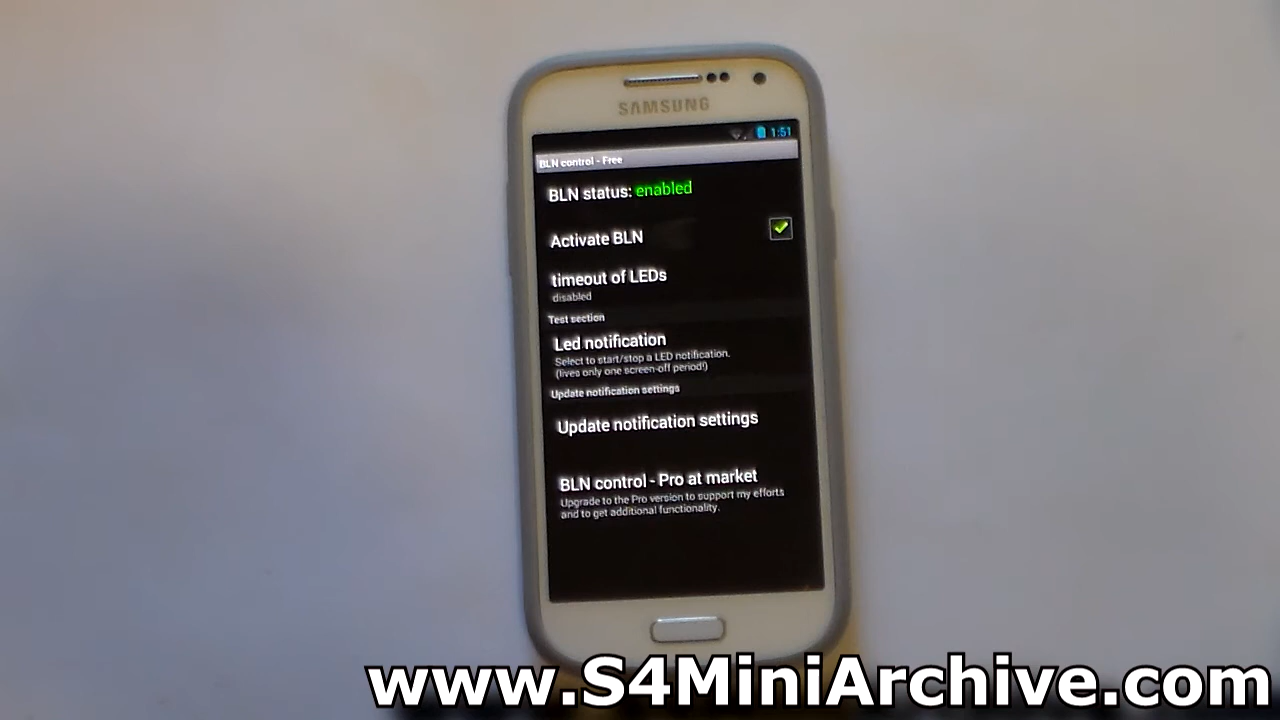 SAMSUNG
1:51
BLN control - Free
BLN status: enabled
Activate BLN
timeout of LEDs
disabled
Test section
Led notification
Select to start/stop a LED notification.
(lives only one screen-off period!)
Update notification settings
Update notification settings
BLN control - Pro at market
Upgrade to the Pro version to support my efforts
and to get additional functionality.
www.S4MiniArchive.com